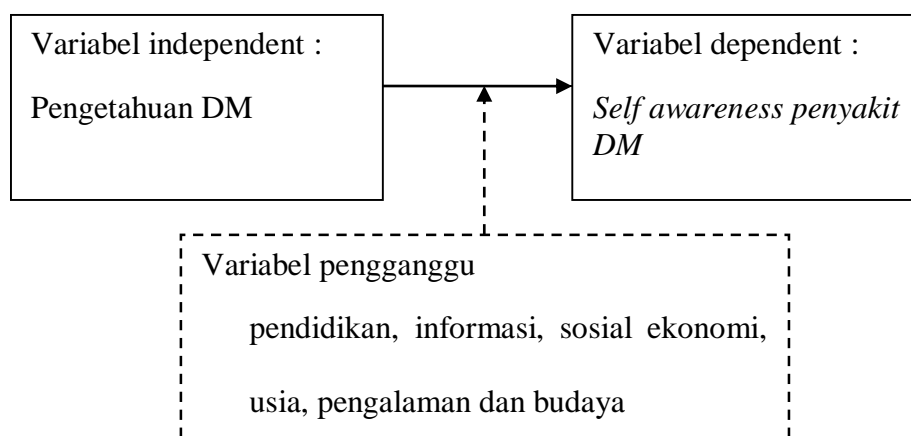 Variabel independent :
Pengetahuan DM
Variabel dependent :
Self awareness penyakit
DM
Variabel pengganggu
pendidikan, informasi, sosial ekonomi,
usia, pengalaman dan budaya